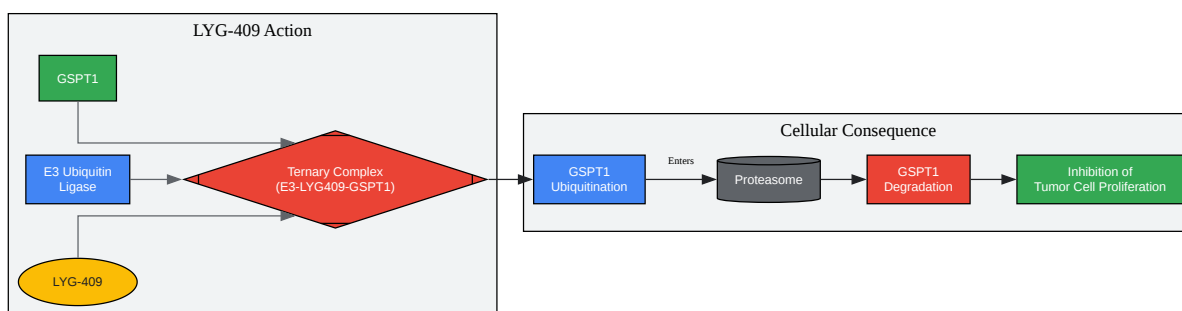 LYG-409 Action
GSPT1
E3 Ubiquitin
Ligase
LYG-409
Ternary Complex
(E3-LYG409-GSPT1)
Cellular Consequence
GSPT1
Ubiquitination
Enters
Proteasome
GSPT1
Degradation
Inhibition of
Tumor Cell Proliferation